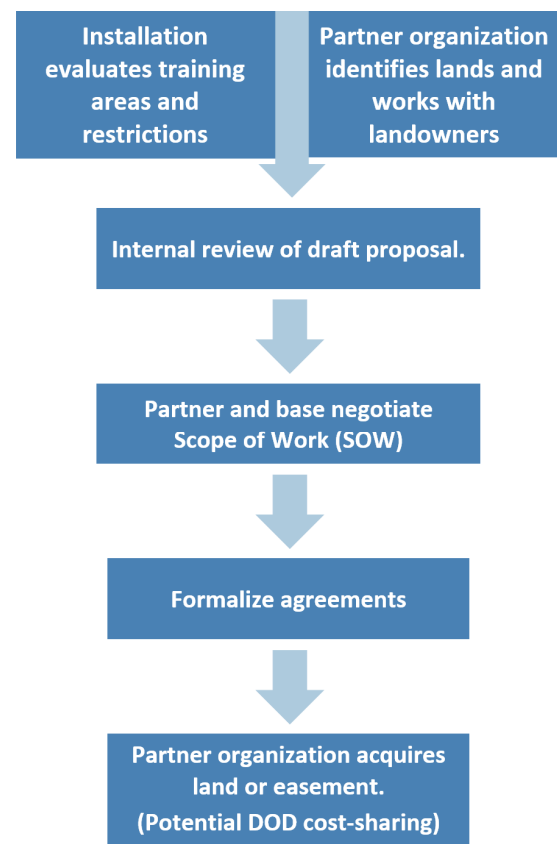 Installation
evaluates training
areas and
restrictions
Partner organization
identifies lands and
works with
landowners
Internal review of draft proposal.
Partner and base negotiate
Scope of Work (SOW)
Formalize agreements
Partner organization acquires
land or easement.
(Potential DOD cost-sharing)